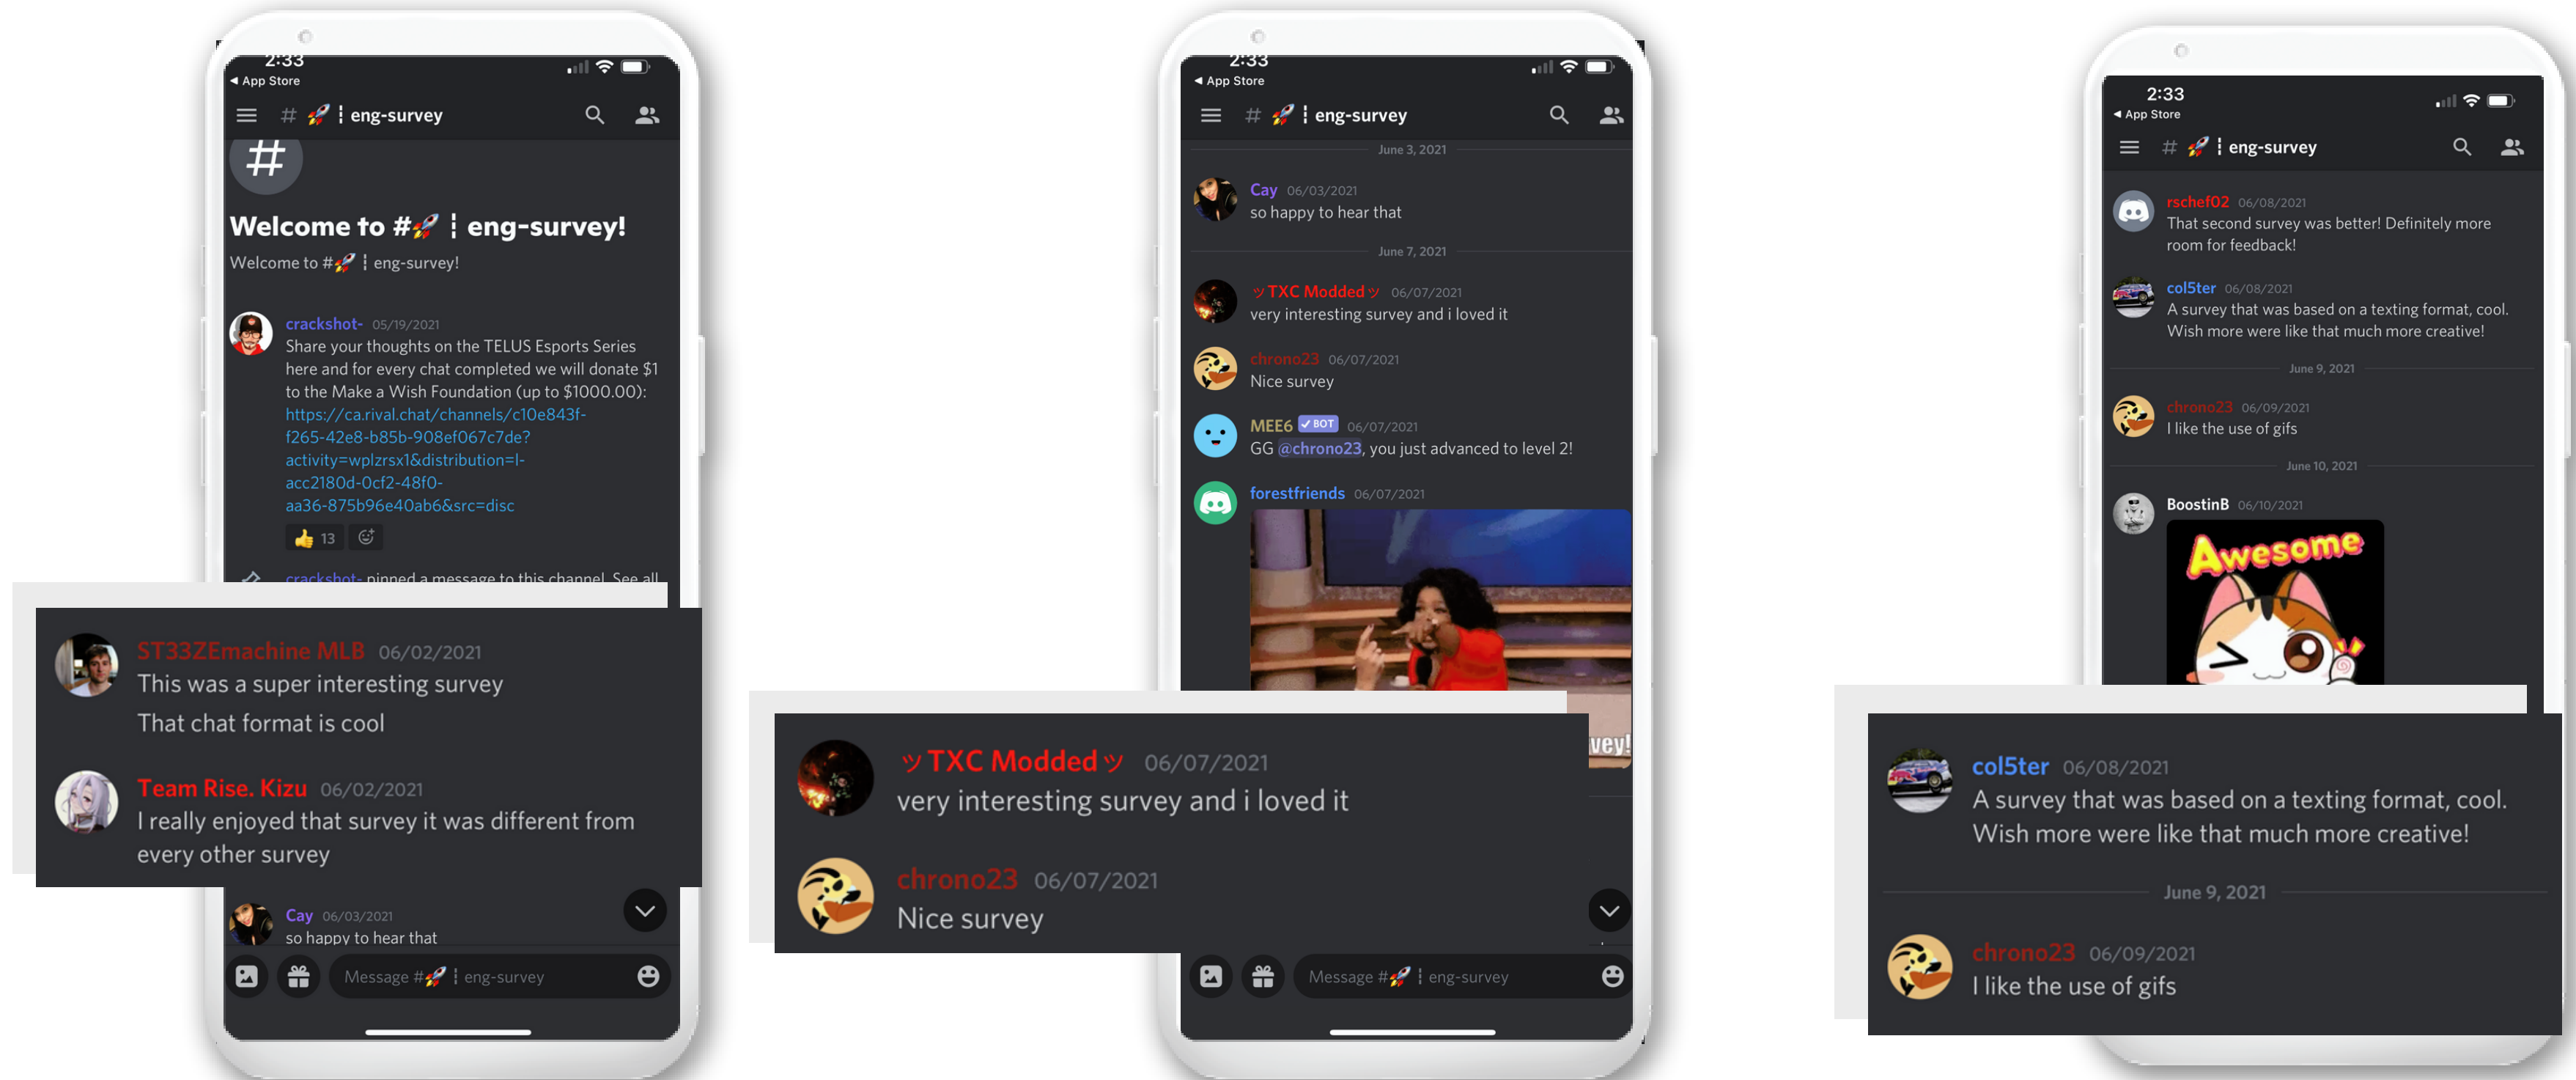 2:33
App Store
# 🚀┆eng-survey
#
Welcome to #🚀┆eng-survey!
Welcome to #🚀┆eng-survey!
crackshot- 05/19/2021
Share your thoughts on the TELUS Esports Series
here and for every chat completed we will donate $1
to the Make a Wish Foundation (up to $1000.00):
https://ca.rival.chat/channels/c10e843f-
f265-42e8-b85b-908ef067c7de?
activity=wplzrsx1&distribution=l-
acc2180d-0cf2-48f0-
aa36-875b96e40ab6&src=disc
👍 13
crackshot- pinned a message to this channel. See all
ST33ZEmachine MLB 06/02/2021
This was a super interesting survey
That chat format is cool
Team Rise. Kizu 06/02/2021
I really enjoyed that survey it was different from
every other survey
Cay 06/03/2021
so happy to hear that
Message #🚀┆eng-survey
2:33
App Store
# 🚀┆eng-survey
June 3, 2021
Cay 06/03/2021
so happy to hear that
June 7, 2021
ッTXC Moddedッ 06/07/2021
very interesting survey and i loved it
chrono23 06/07/2021
Nice survey
MEE6 ✓BOT 06/07/2021
GG @chrono23, you just advanced to level 2!
forestfriends 06/07/2021
ッTXC Moddedッ 06/07/2021
very interesting survey and i loved it
chrono23 06/07/2021
Nice survey
Message #🚀┆eng-survey
2:33
App Store
# 🚀┆eng-survey
rschef02 06/08/2021
That second survey was better! Definitely more
room for feedback!
col5ter 06/08/2021
A survey that was based on a texting format, cool.
Wish more were like that much more creative!
June 9, 2021
chrono23 06/09/2021
I like the use of gifs
June 10, 2021
BoostinB 06/10/2021
Awesome
col5ter 06/08/2021
A survey that was based on a texting format, cool.
Wish more were like that much more creative!
June 9, 2021
chrono23 06/09/2021
I like the use of gifs